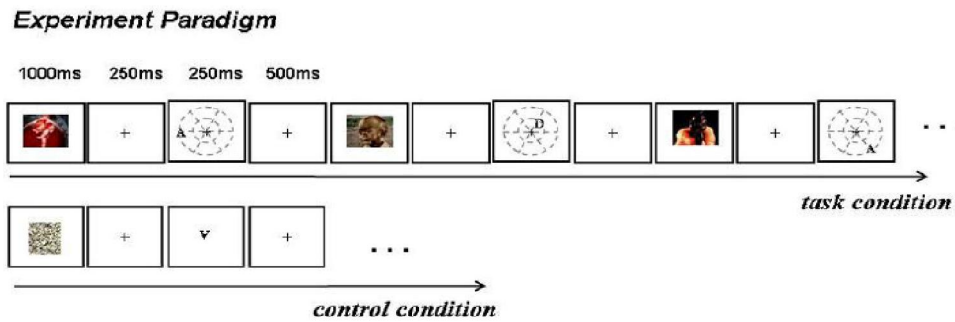 Experiment Paradigm
1000ms 250ms 250ms 500ms
+ A + + + D + + A ..
task condition
+ v + ...
control condition